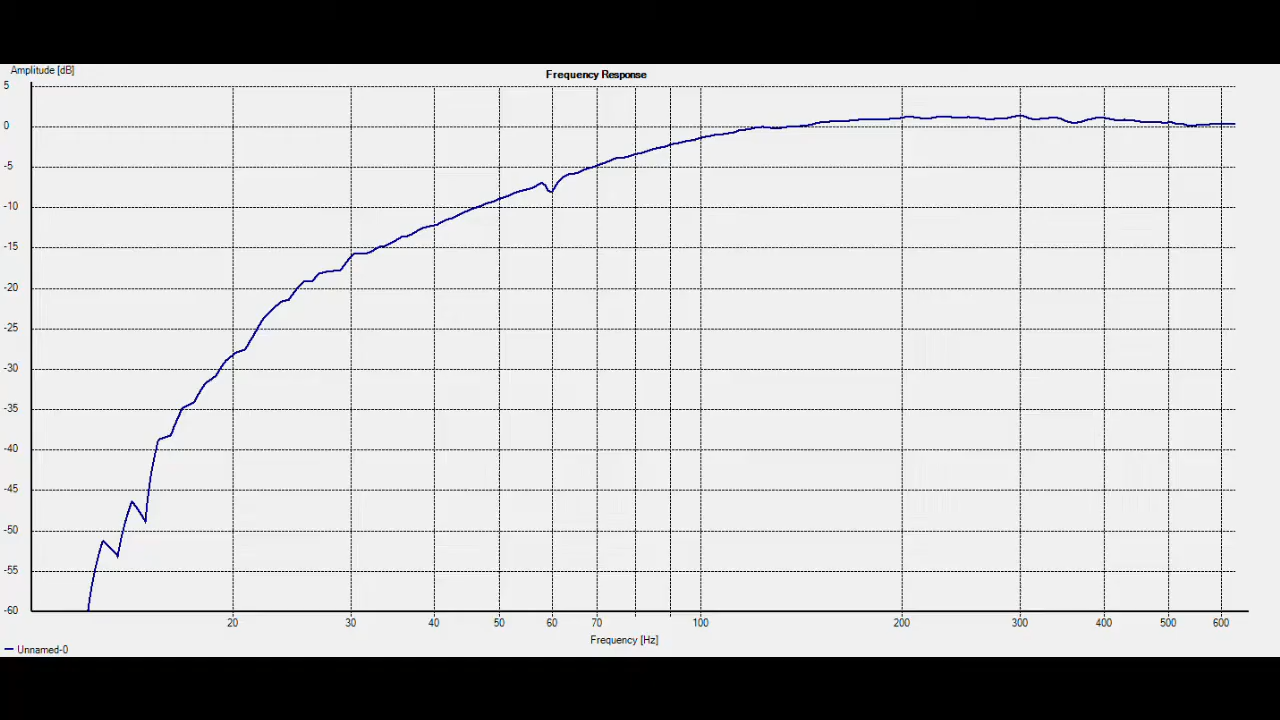 Amplitude [dB]
Frequency Response
5
0
-5
-10
-15
-20
-25
-30
-35
-40
-45
-50
-55
-60
20 30 40 50 60 70 100 200 300 400 500 600
Frequency [Hz]
Unnamed-0